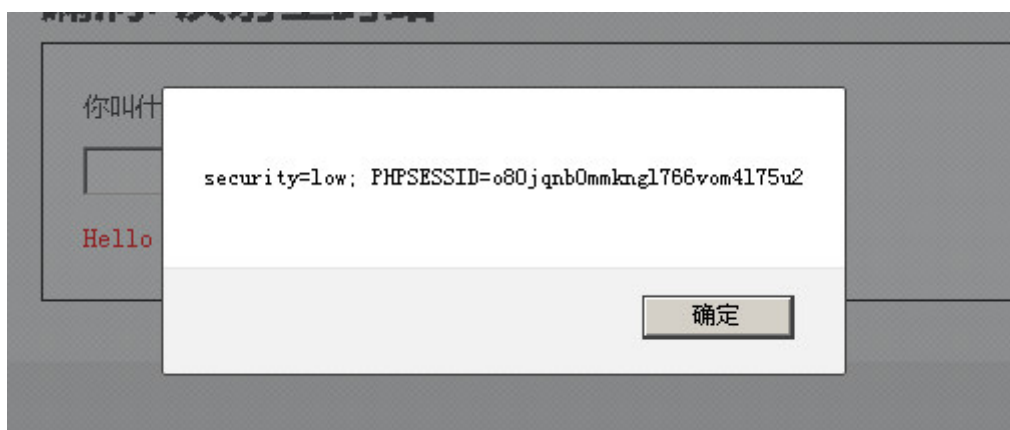 你叫什
security=low; PHPSESSID=o80jqnb0mmkngl766vom4l75u2
Hello
确定